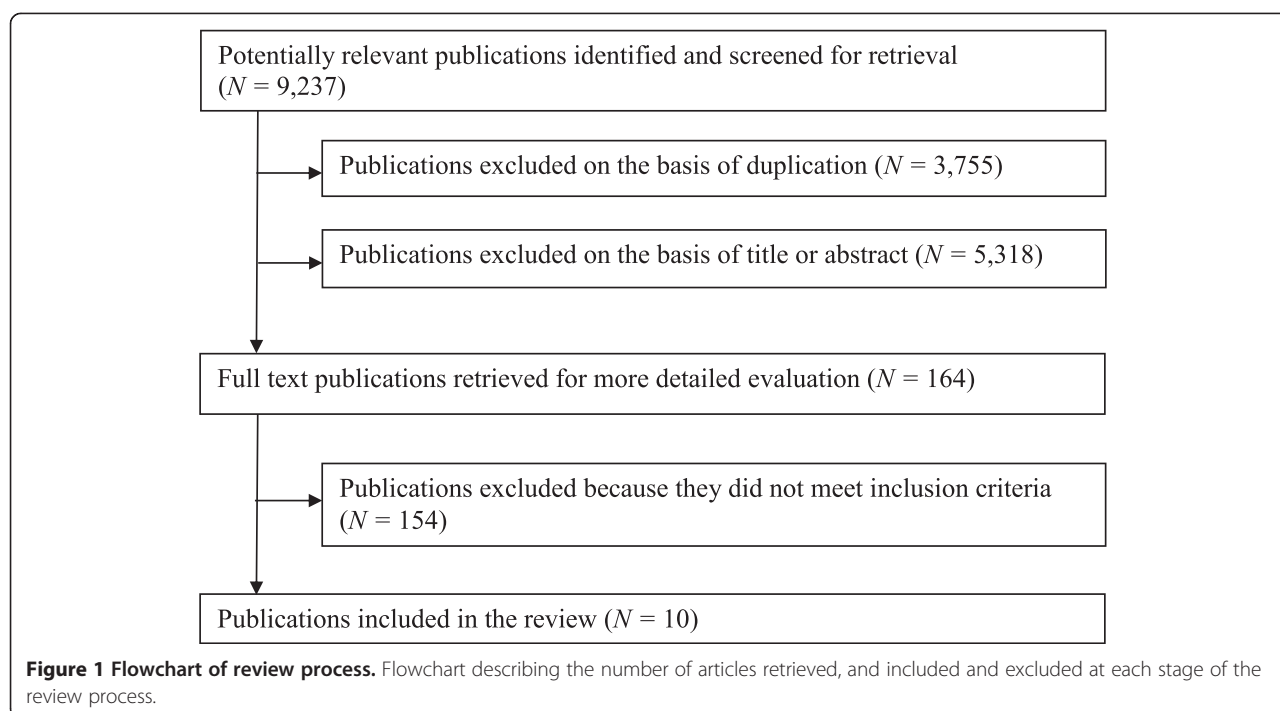 Potentially relevant publications identified and screened for retrieval
(N = 9,237)
Publications excluded on the basis of duplication (N = 3,755)
Publications excluded on the basis of title or abstract (N = 5,318)
Full text publications retrieved for more detailed evaluation (N = 164)
Publications excluded because they did not meet inclusion criteria
(N = 154)
Publications included in the review (N = 10)
Figure 1 Flowchart of review process. Flowchart describing the number of articles retrieved, and included and excluded at each stage of the
review process.